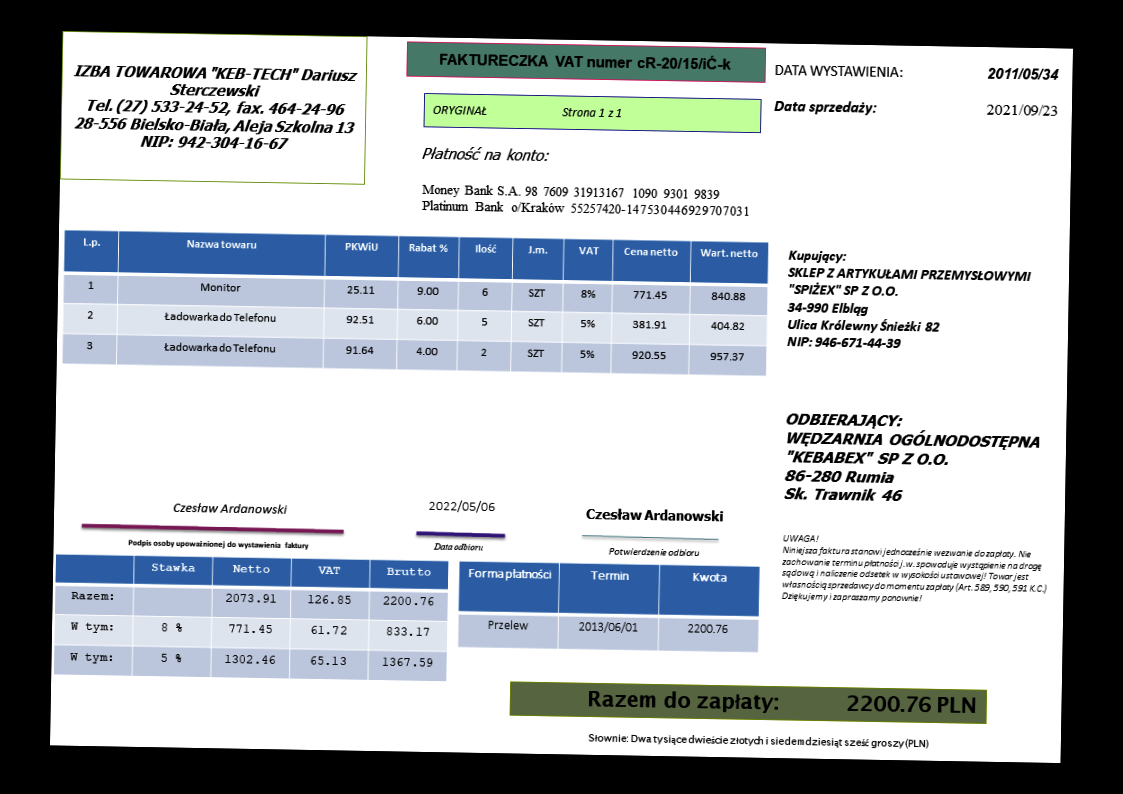 IZBA TOWAROWA "KEB-TECH" Dariusz
Sterczewski
Tel. (27) 533-24-52, fax. 464-24-96
28-556 Bielsko-Biała, Aleja Szkolna 13
NIP: 942-304-16-67
FAKTURECZKA VAT numer cR-20/15/iĆ-k
ORYGINAŁ Strona 1 z 1
Płatność na konto:
Money Bank S.A. 98 7609 31913167 1090 9301 9839
Platinum Bank o/Kraków 55257420-147530446929707031
DATA WYSTAWIENIA: 2011/05/34
Data sprzedaży: 2021/09/23
L.p. Nazwa towaru PKWiU Rabat % Ilość J.m. VAT Cena netto Wart. netto
1 Monitor 25.11 9.00 6 SZT 8% 771.45 840.88
2 Ładowarka do Telefonu 92.51 6.00 5 SZT 5% 381.91 404.82
3 Ładowarka do Telefonu 91.64 4.00 2 SZT 5% 920.55 957.37
Kupujący:
SKLEP Z ARTYKUŁAMI PRZEMYSŁOWYMI
"SPIŻEX" SP Z O.O.
34-990 Elbląg
Ulica Królewny Śnieżki 82
NIP: 946-671-44-39
ODBIERAJĄCY:
WĘDZARNIA OGÓLNODOSTĘPNA
"KEBABEX" SP Z O.O.
86-280 Rumia
Sk. Trawnik 46
Czesław Ardanowski
Podpis osoby upoważnionej do wystawienia faktury
2022/05/06
Data odbioru
Czesław Ardanowski
Potwierdzenie odbioru
UWAGA!
Niniejsza faktura stanowi jednocześnie wezwanie do zapłaty. Nie
zachowanie terminu płatności j.w. spowoduje wystąpienie na drogę
sądową i naliczenie odsetek w wysokości ustawowej! Towar jest
własnością sprzedawcy do momentu zapłaty (Art. 589, 590, 591 K.C.)
Dziękujemy i zapraszamy ponownie!
Stawka Netto VAT Brutto
Razem: 2073.91 126.85 2200.76
W tym: 8 % 771.45 61.72 833.17
W tym: 5 % 1302.46 65.13 1367.59
Forma płatności Termin Kwota
Przelew 2013/06/01 2200.76
Razem do zapłaty: 2200.76 PLN
Słownie: Dwa tysiące dwieście złotych i siedemdziesiąt sześć groszy (PLN)